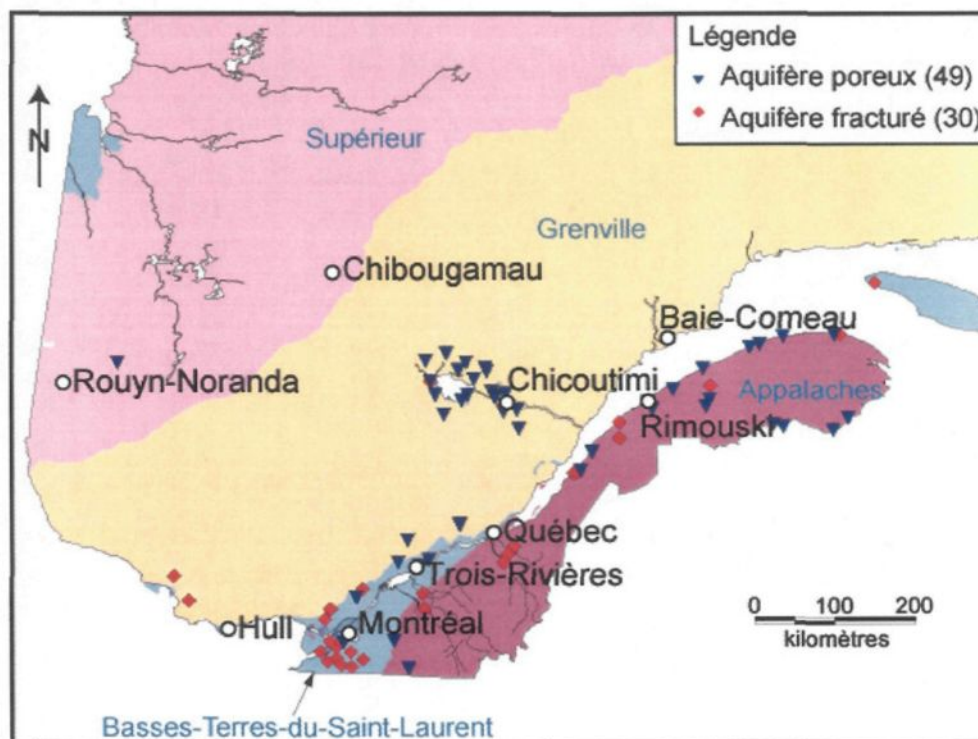 Légende
Aquifère poreux (49)
Aquifère fracturé (30)
N
Supérieur
Grenville
Chibougamau
Baie-Comeau
Rouyn-Noranda
Chicoutimi
Appalaches
Rimouski
Québec
Trois-Rivières
Hull
Montréal
0 100 200
kilomètres
Basses-Terres-du-Saint-Laurent